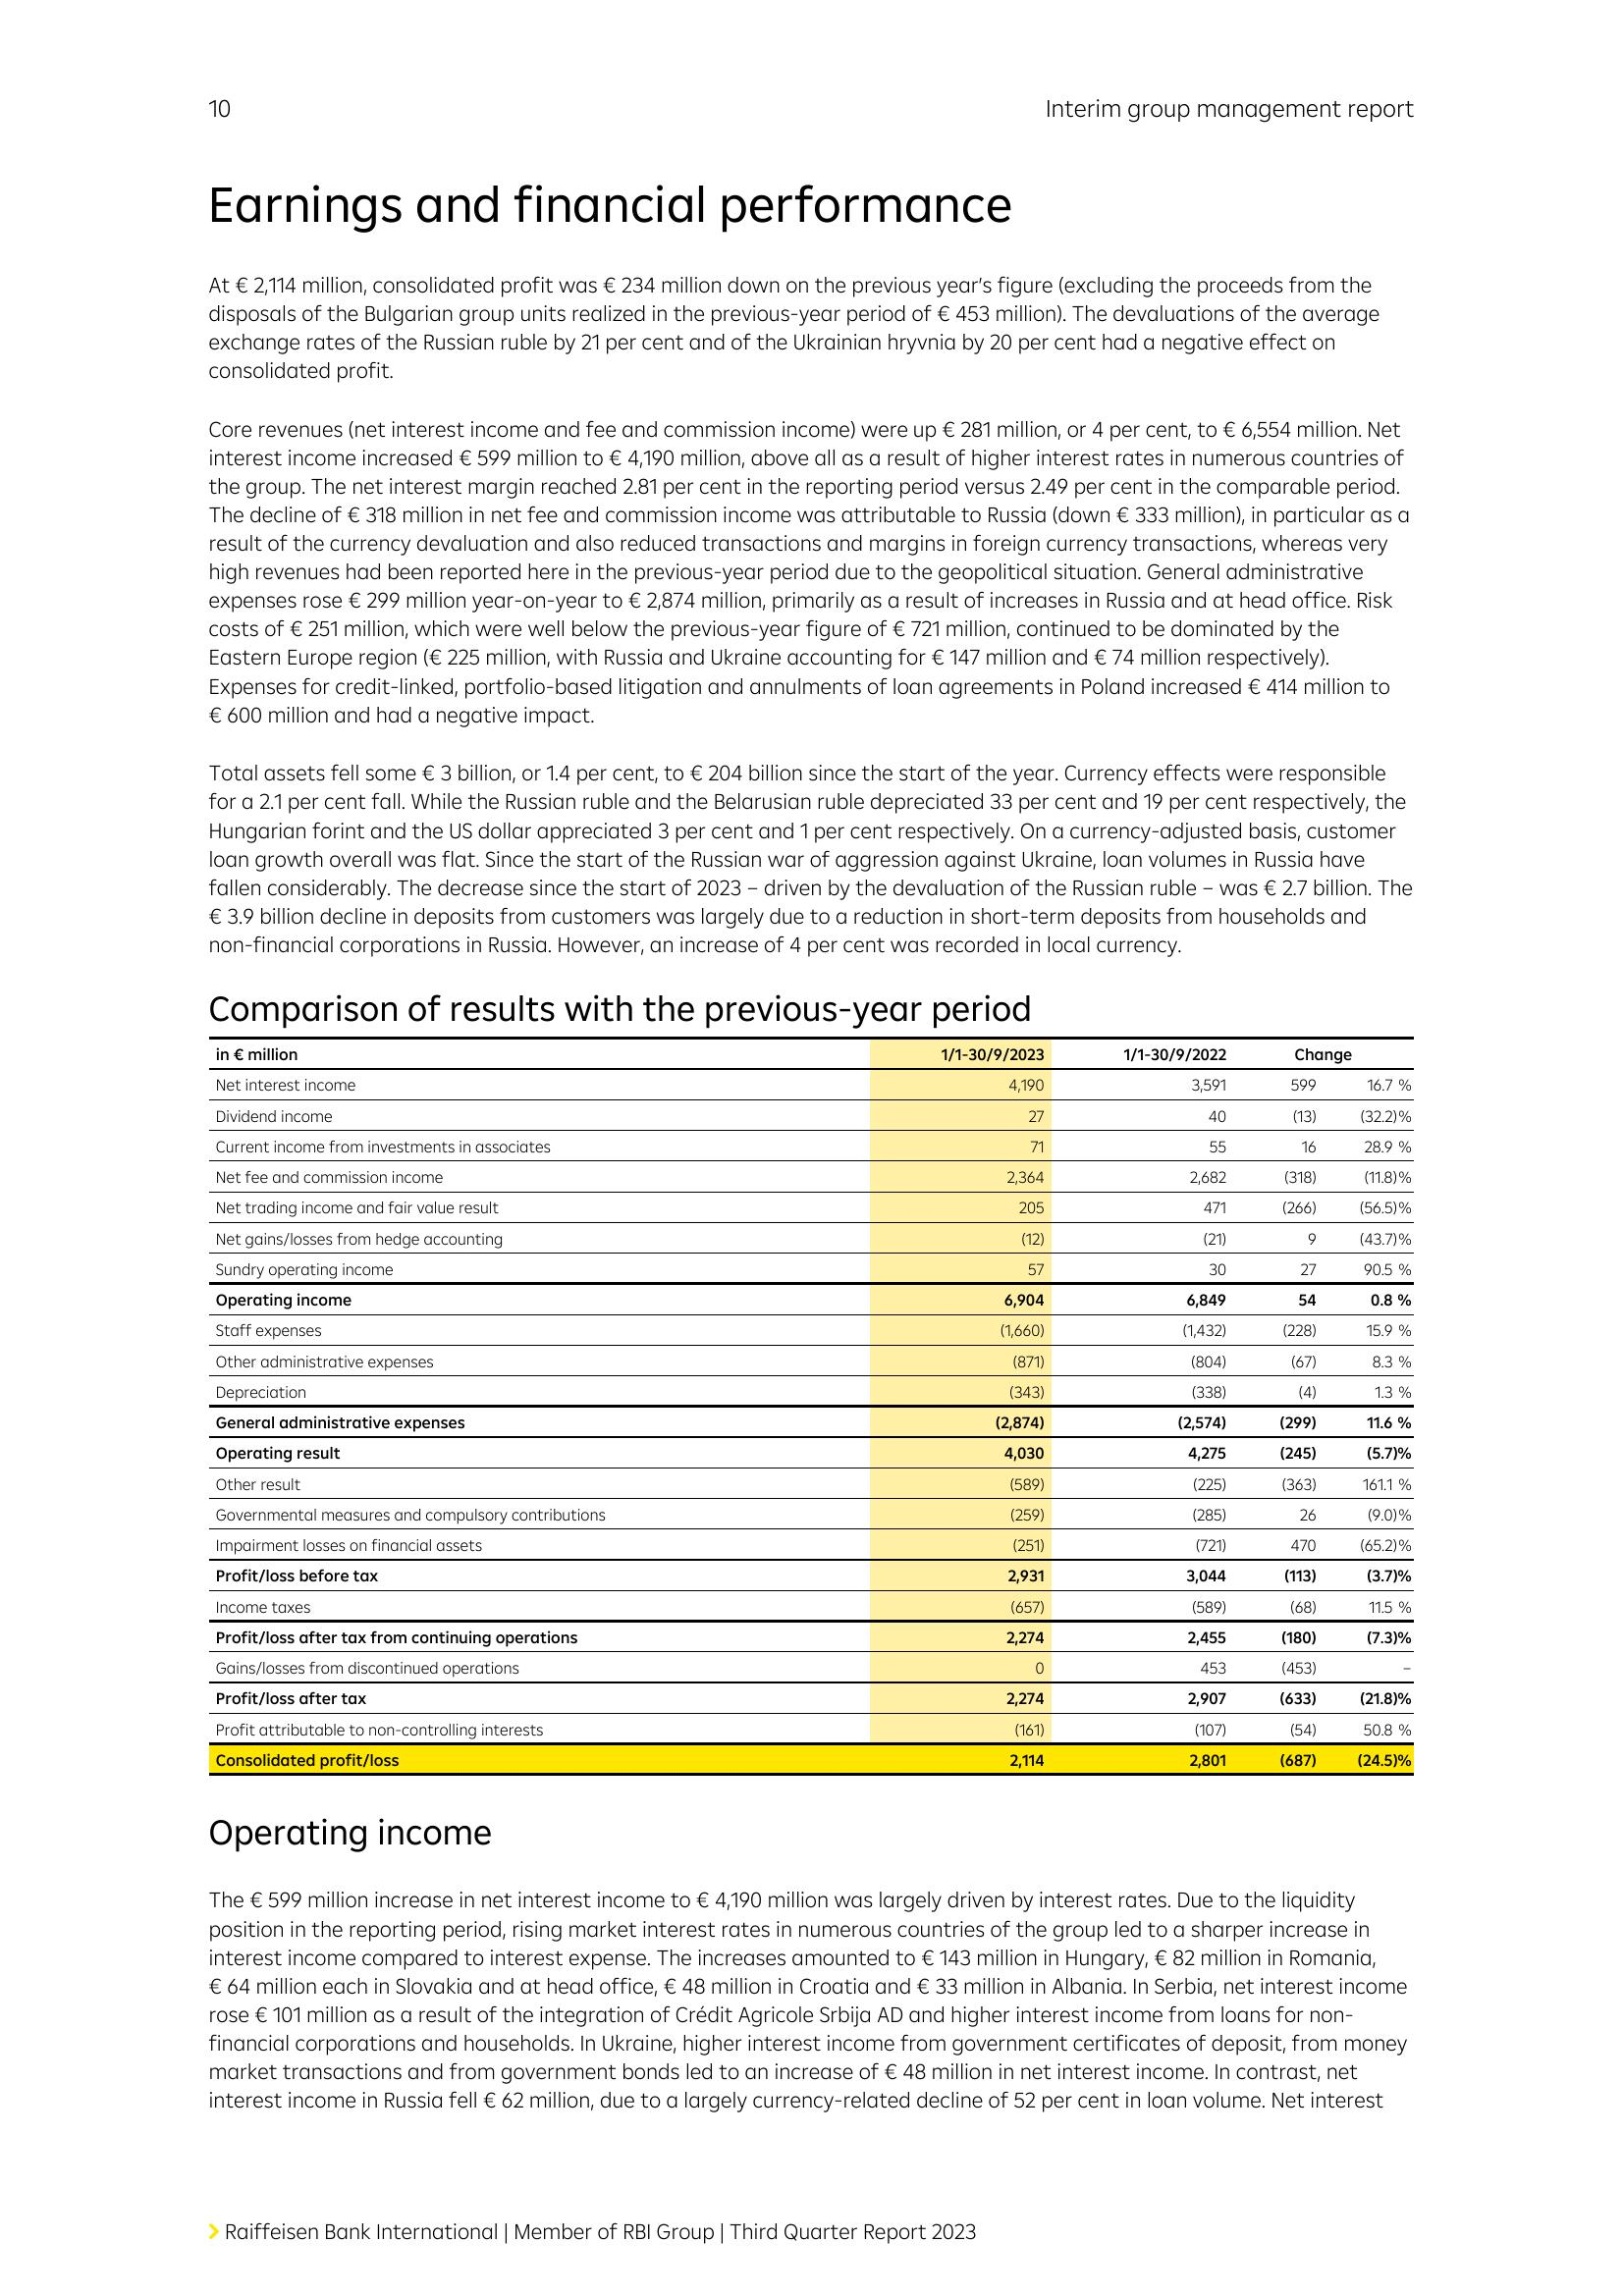 10 Interim group management report
Earnings and financial performance
At € 2,114 million, consolidated profit was € 234 million down on the previous year's figure (excluding the proceeds from the
disposals of the Bulgarian group units realized in the previous-year period of € 453 million). The devaluations of the average
exchange rates of the Russian ruble by 21 per cent and of the Ukrainian hryvnia by 20 per cent had a negative effect on
consolidated profit.
Core revenues (net interest income and fee and commission income) were up € 281 million, or 4 per cent, to € 6,554 million. Net
interest income increased € 599 million to € 4,190 million, above all as a result of higher interest rates in numerous countries of
the group. The net interest margin reached 2.81 per cent in the reporting period versus 2.49 per cent in the comparable period.
The decline of € 318 million in net fee and commission income was attributable to Russia (down € 333 million), in particular as a
result of the currency devaluation and also reduced transactions and margins in foreign currency transactions, whereas very
high revenues had been reported here in the previous-year period due to the geopolitical situation. General administrative
expenses rose € 299 million year-on-year to € 2,874 million, primarily as a result of increases in Russia and at head office. Risk
costs of € 251 million, which were well below the previous-year figure of € 721 million, continued to be dominated by the
Eastern Europe region (€ 225 million, with Russia and Ukraine accounting for € 147 million and € 74 million respectively).
Expenses for credit-linked, portfolio-based litigation and annulments of loan agreements in Poland increased € 414 million to
€ 600 million and had a negative impact.
Total assets fell some € 3 billion, or 1.4 per cent, to € 204 billion since the start of the year. Currency effects were responsible
for a 2.1 per cent fall. While the Russian ruble and the Belarusian ruble depreciated 33 per cent and 19 per cent respectively, the
Hungarian forint and the US dollar appreciated 3 per cent and 1 per cent respectively. On a currency-adjusted basis, customer
loan growth overall was flat. Since the start of the Russian war of aggression against Ukraine, loan volumes in Russia have
fallen considerably. The decrease since the start of 2023 – driven by the devaluation of the Russian ruble – was € 2.7 billion. The
€ 3.9 billion decline in deposits from customers was largely due to a reduction in short-term deposits from households and
non-financial corporations in Russia. However, an increase of 4 per cent was recorded in local currency.
Comparison of results with the previous-year period
in € million 1/1-30/9/2023 1/1-30/9/2022 Change
Net interest income 4,190 3,591 599 16.7 %
Dividend income 27 40 (13) (32.2)%
Current income from investments in associates 71 55 16 28.9 %
Net fee and commission income 2,364 2,682 (318) (11.8)%
Net trading income and fair value result 205 471 (266) (56.5)%
Net gains/losses from hedge accounting (12) (21) 9 (43.7)%
Sundry operating income 57 30 27 90.5 %
Operating income 6,904 6,849 54 0.8 %
Staff expenses (1,660) (1,432) (228) 15.9 %
Other administrative expenses (871) (804) (67) 8.3 %
Depreciation (343) (338) (4) 1.3 %
General administrative expenses (2,874) (2,574) (299) 11.6 %
Operating result 4,030 4,275 (245) (5.7)%
Other result (589) (225) (363) 161.1 %
Governmental measures and compulsory contributions (259) (285) 26 (9.0)%
Impairment losses on financial assets (251) (721) 470 (65.2)%
Profit/loss before tax 2,931 3,044 (113) (3.7)%
Income taxes (657) (589) (68) 11.5 %
Profit/loss after tax from continuing operations 2,274 2,455 (180) (7.3)%
Gains/losses from discontinued operations 0 453 (453) –
Profit/loss after tax 2,274 2,907 (633) (21.8)%
Profit attributable to non-controlling interests (161) (107) (54) 50.8 %
Consolidated profit/loss 2,114 2,801 (687) (24.5)%
Operating income
The € 599 million increase in net interest income to € 4,190 million was largely driven by interest rates. Due to the liquidity
position in the reporting period, rising market interest rates in numerous countries of the group led to a sharper increase in
interest income compared to interest expense. The increases amounted to € 143 million in Hungary, € 82 million in Romania,
€ 64 million each in Slovakia and at head office, € 48 million in Croatia and € 33 million in Albania. In Serbia, net interest income
rose € 101 million as a result of the integration of Crédit Agricole Srbija AD and higher interest income from loans for non-
financial corporations and households. In Ukraine, higher interest income from government certificates of deposit, from money
market transactions and from government bonds led to an increase of € 48 million in net interest income. In contrast, net
interest income in Russia fell € 62 million, due to a largely currency-related decline of 52 per cent in loan volume. Net interest
Raiffeisen Bank International | Member of RBI Group | Third Quarter Report 2023